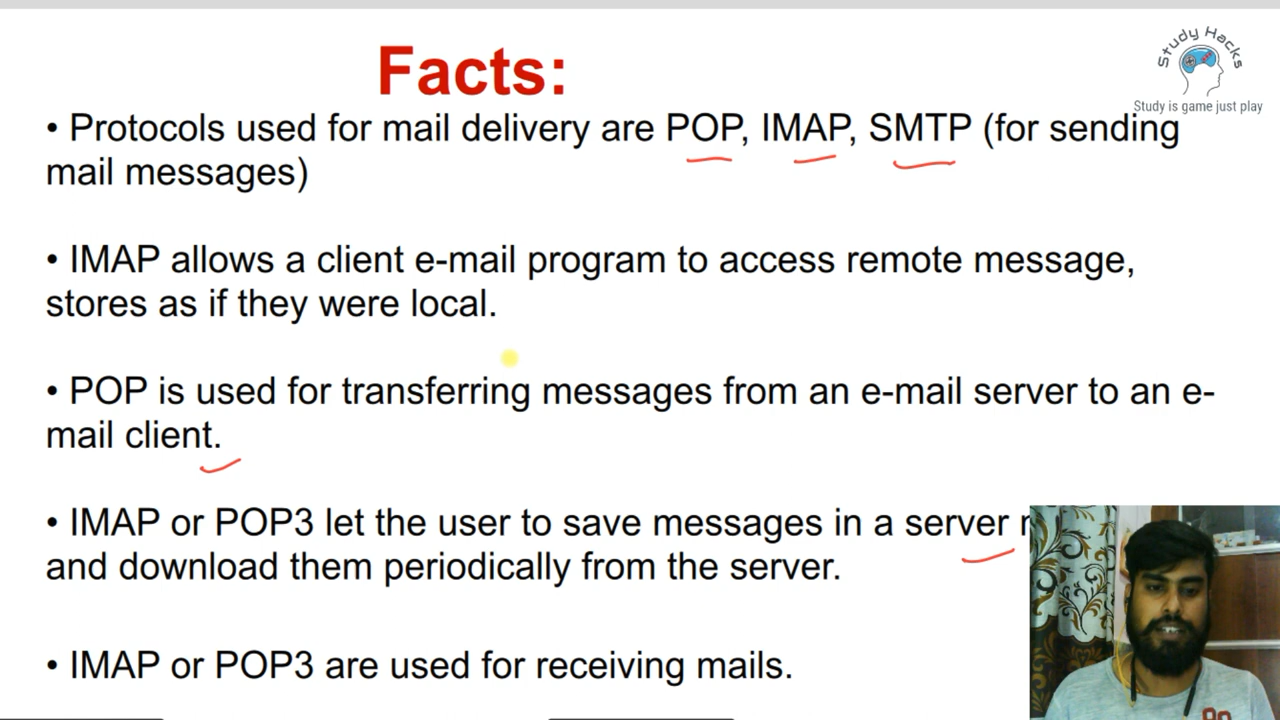 Facts:
Study Hacks
Study is game just play
• Protocols used for mail delivery are POP, IMAP, SMTP (for sending
mail messages)
• IMAP allows a client e-mail program to access remote message,
stores as if they were local.
• POP is used for transferring messages from an e-mail server to an e-
mail client.
• IMAP or POP3 let the user to save messages in a server
and download them periodically from the server.
• IMAP or POP3 are used for receiving mails.